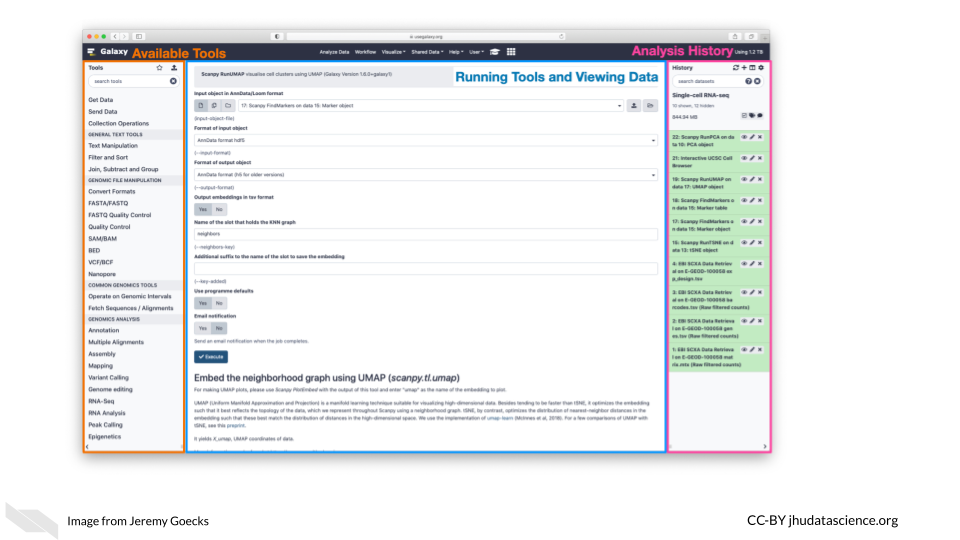 usegalaxy.org
Galaxy Available Tools
Analyze Data Workflow Visualize Shared Data Help User
Analysis History Using 1.2 TB
Tools
search tools
Get Data
Send Data
Collection Operations
GENERAL TEXT TOOLS
Text Manipulation
Filter and Sort
Join, Subtract and Group
GENOMIC FILE MANIPULATION
Convert Formats
FASTA/FASTQ
FASTQ Quality Control
Quality Control
SAM/BAM
BED
VCF/BCF
Nanopore
COMMON GENOMICS TOOLS
Operate on Genomic Intervals
Fetch Sequences / Alignments
GENOMICS ANALYSIS
Annotation
Multiple Alignments
Assembly
Mapping
Variant Calling
Genome editing
RNA-Seq
RNA Analysis
Peak Calling
Epigenetics
Running Tools and Viewing Data
Scanpy RunUMAP visualise cell clusters using UMAP (Galaxy Version 1.6.0+galaxy1)
Input object in AnnData/Loom format
17: Scanpy FindMarkers on data 15: Marker object
(input-object-file)
Format of input object
AnnData format hdf5
(--input-format)
Format of output object
AnnData format (h5 for older versions)
(--output-format)
Output embeddings in tsv format
Yes No
Name of the slot that holds the KNN graph
neighbors
(--neighbors-key)
Additional suffix to the name of the slot to save the embedding
(--key-added)
Use programme defaults
Yes No
Email notification
Yes No
Send an email notification when the job completes.
Execute
Embed the neighborhood graph using UMAP (scanpy.tl.umap)
For making UMAP plots, please use Scanpy PlotEmbed with the output of this tool and enter "umap" as the name of the embedding to plot.
UMAP (Uniform Manifold Approximation and Projection) is a manifold learning technique suitable for visualizing high-dimensional data. Besides tending to be faster than tSNE, it optimizes the embedding
such that it best reflects the topology of the data, which we represent throughout Scanpy using a neighborhood graph. tSNE, by contrast, optimizes the distribution of nearest-neighbor distances in the
embedding such that these best match the distribution of distances in the high-dimensional space. We use the implementation of umap-learn (McInnes et al, 2018). For a few comparisons of UMAP with
tSNE, see this preprint.
It yields X_umap, UMAP coordinates of data.
History
search datasets
Single-cell RNA-seq
10 shown, 12 hidden
844.94 MB
22: Scanpy RunPCA on da
ta 10: PCA object
21: Interactive UCSC Cell
Browser
19: Scanpy RunUMAP on
data 17: UMAP object
18: Scanpy FindMarkers o
n data 15: Marker table
17: Scanpy FindMarkers o
n data 15: Marker object
15: Scanpy RunTSNE on d
ata 13: tSNE object
4: EBI SCXA Data Retriev
al on E-GEOD-100058 ex
p_design.tsv
3: EBI SCXA Data Retriev
al on E-GEOD-100058 ba
rcodes.tsv (Raw filtered counts)
2: EBI SCXA Data Retrieva
l on E-GEOD-100058 gen
es.tsv (Raw filtered counts)
1: EBI SCXA Data Retrieva
l on E-GEOD-100058 mat
rix.mtx (Raw filtered counts)
Image from Jeremy Goecks
CC-BY jhudatascience.org